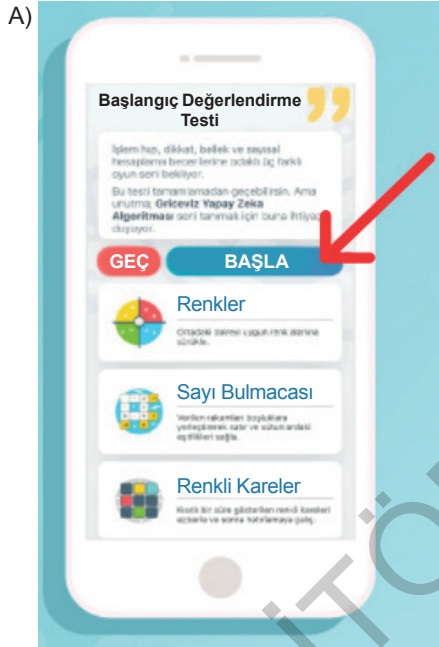 A)
Başlangıç Değerlendirme
Testi
İşlem hızı, dikkat, bellek ve sayısal
hesaplama becerilerine odaklı üç farklı
oyun seni bekliyor.
Bu testi tamamlamadan geçebilirsin. Ama
unutma; Griceviz Yapay Zeka
Algoritması seni tanımak için buna ihtiyaç
duyuyor.
GEÇ BAŞLA
Renkler
Ortadaki daireyi uygun renk alanına
sürükle.
Sayı Bulmacası
Verilen rakamları boşluklara
yerleştirerek satır ve sütunlardaki
eşitlikleri sağla.
Renkli Kareler
Kısıtlı bir süre gösterilen renkli kareleri
ezberle ve sonra hatırlamaya çalış.